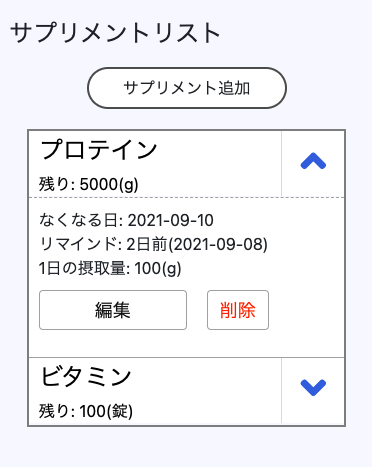 サプリメントリスト
サプリメント追加
プロテイン
残り: 5000(g)
なくなる日: 2021-09-10
リマインド: 2日前(2021-09-08)
1日の摂取量: 100(g)
編集 削除
ビタミン
残り: 100(錠)